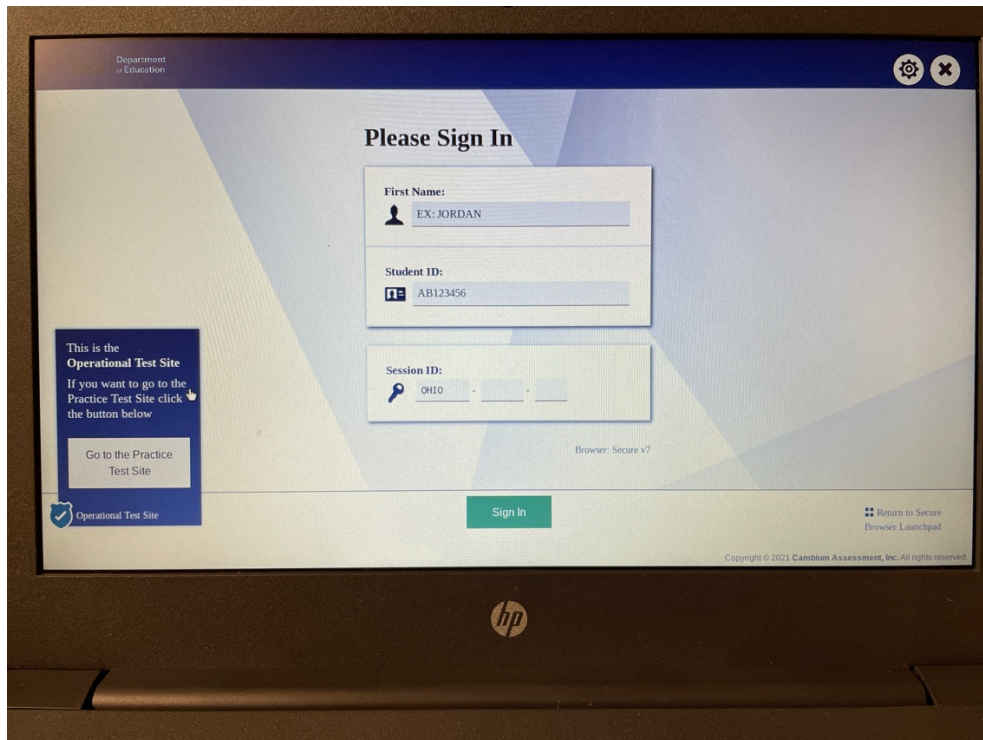 Department
of Education
Please Sign In
First Name:
EX: JORDAN
Student ID:
AB123456
Session ID:
OHIO - -
Browser: Secure v7
This is the
Operational Test Site
If you want to go to the
Practice Test Site click
the button below
Go to the Practice
Test Site
Operational Test Site
Sign In
Return to Secure
Browser Launchpad
Copyright © 2021 Cambium Assessment, Inc. All rights reserved.
hp